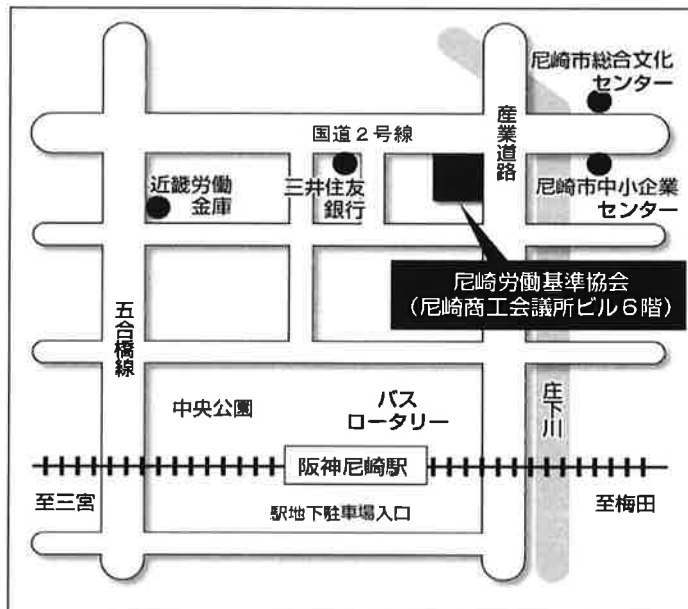 尼崎市総合文化
センター
国道2号線
産業道路
近畿労働
金庫
三井住友
銀行
尼崎市中小企業
センター
尼崎労働基準協会
（尼崎商工会議所ビル6階）
五合橋線
中央公園
バス
ロータリー
庄下川
阪神尼崎駅
至三宮
至梅田
駅地下駐車場入口